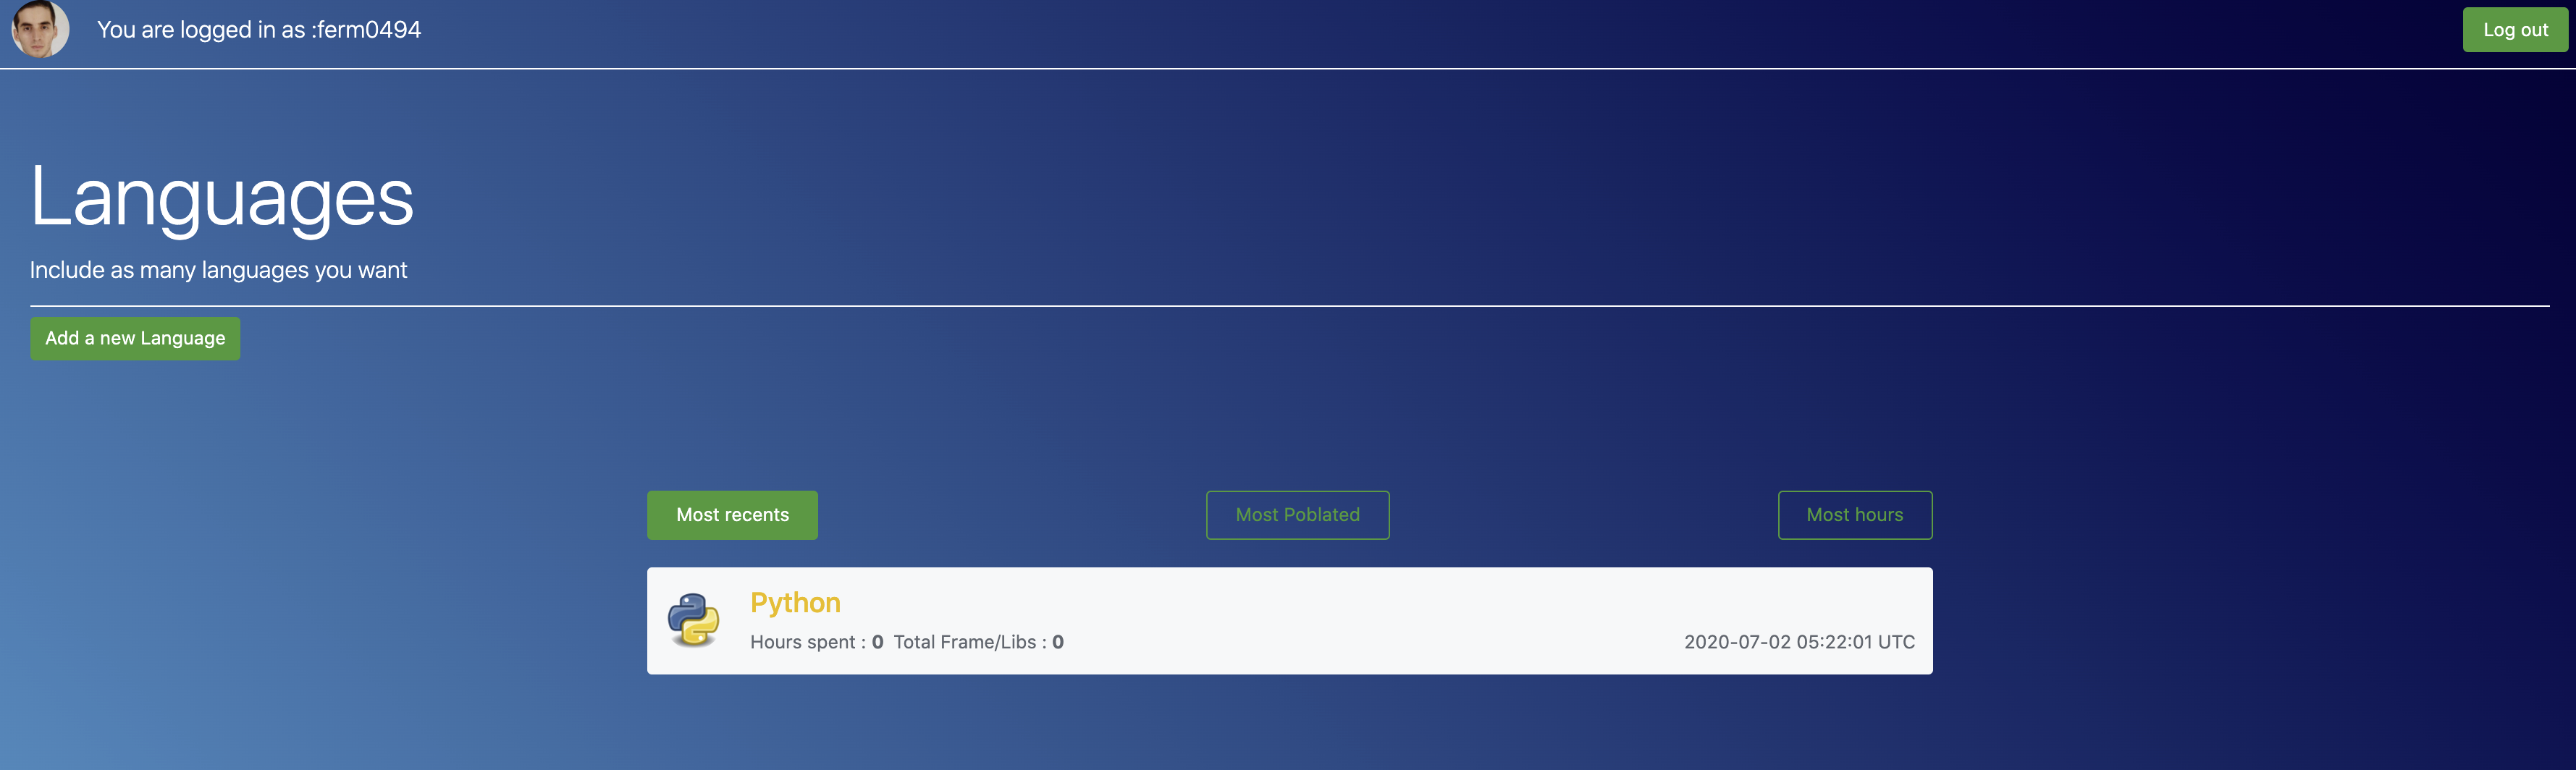 You are logged in as :ferm0494
Log out
Languages
Include as many languages you want
Add a new Language
Most recents
Most Poblated
Most hours
Python
Hours spent : 0 Total Frame/Libs : 0
2020-07-02 05:22:01 UTC